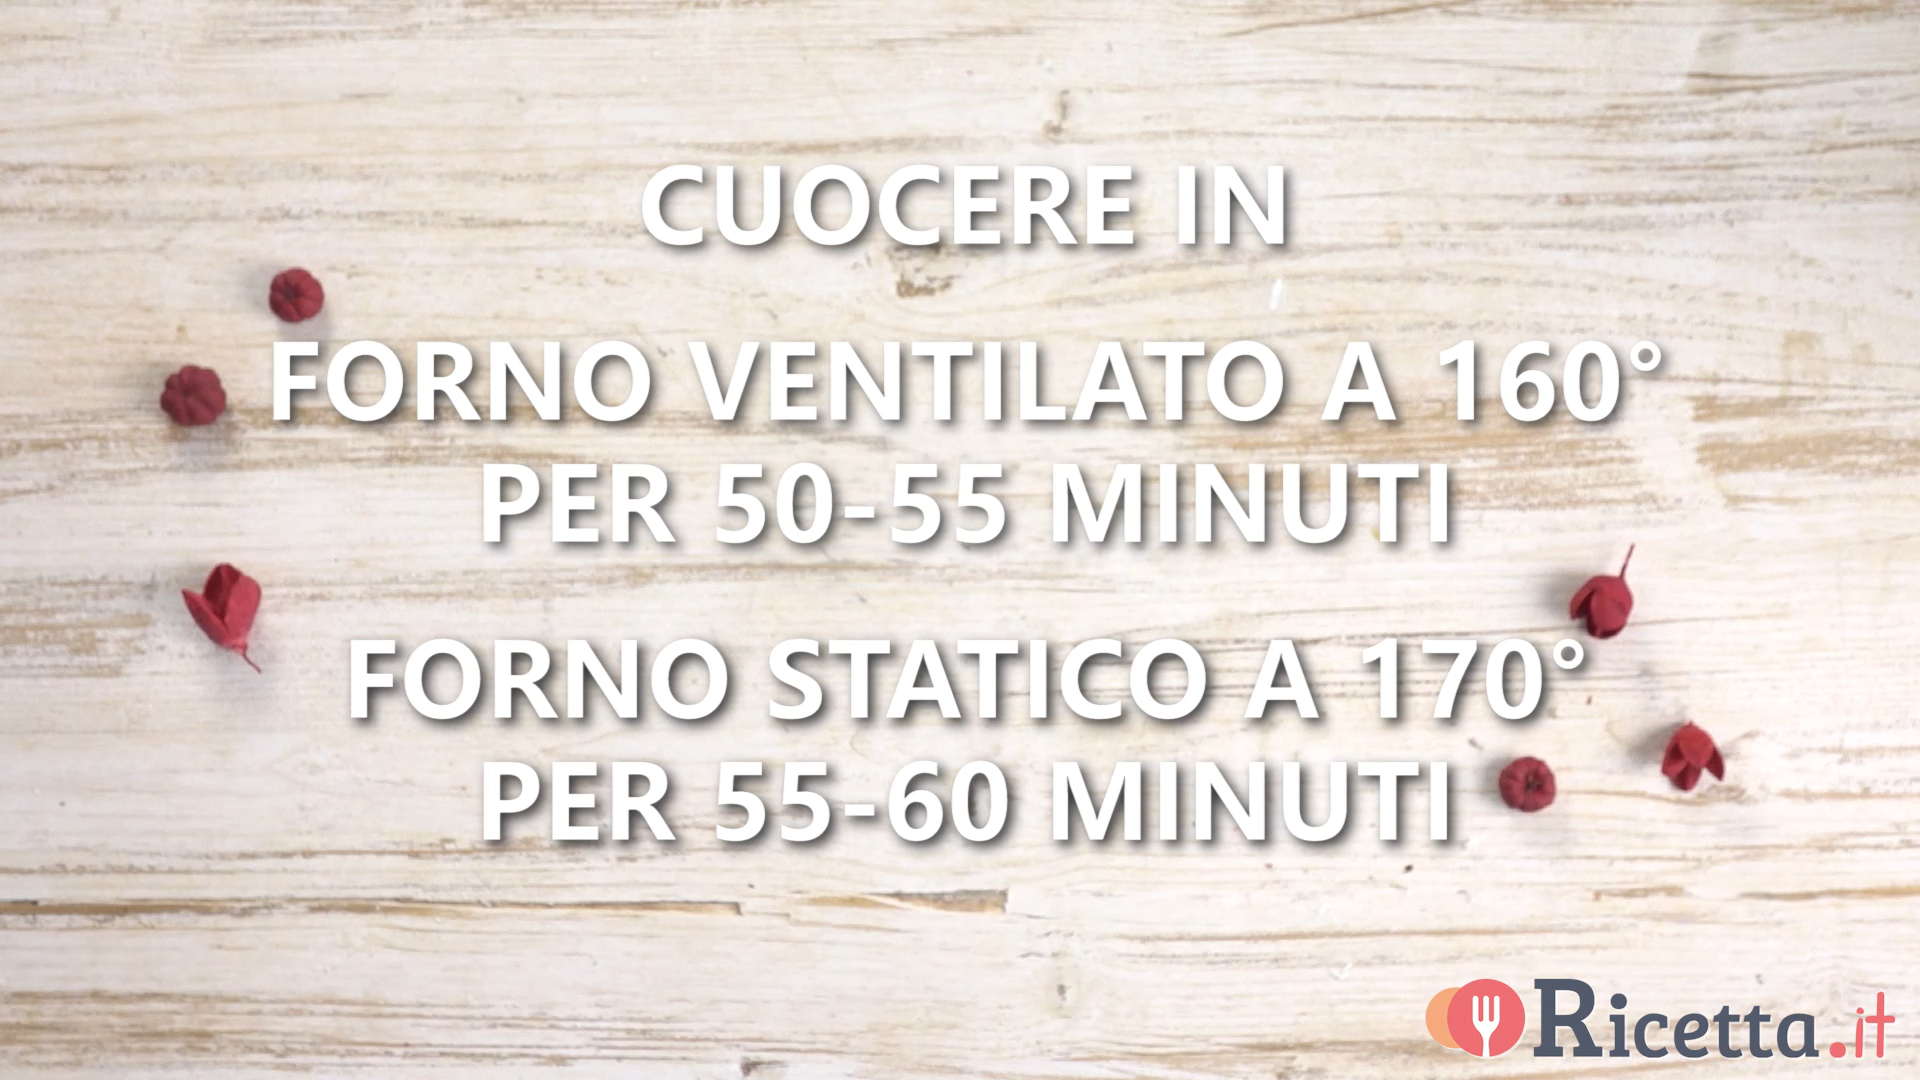 CUOCERE IN
FORNO VENTILATO A 160°
PER 50-55 MINUTI
FORNO STATICO A 170°
PER 55-60 MINUTI
Ricetta.it